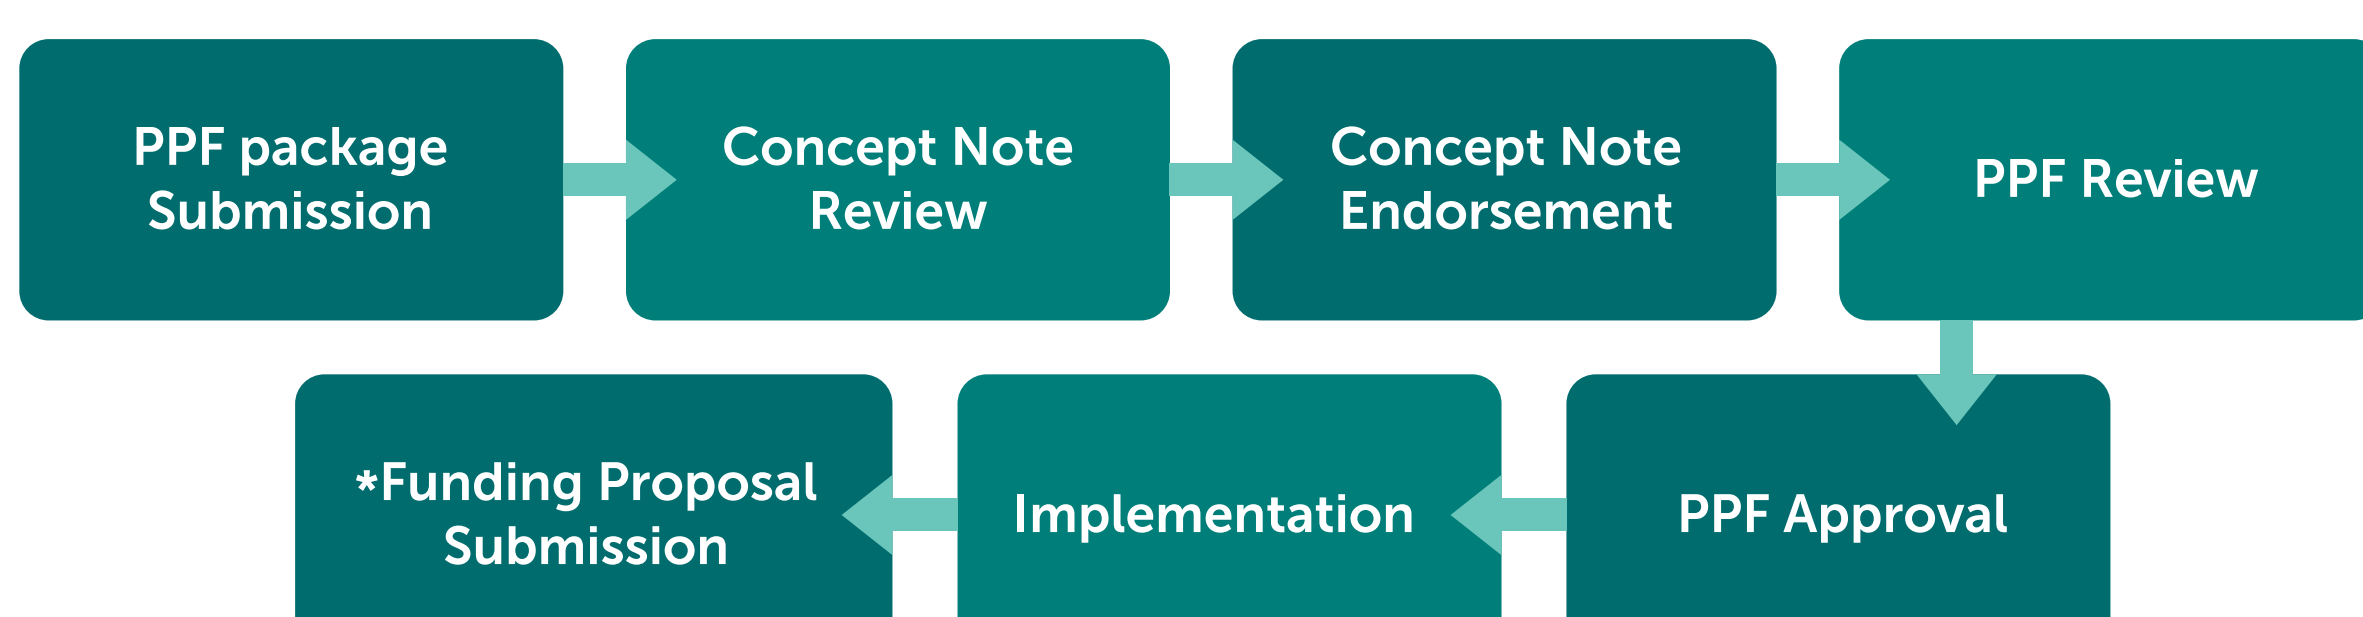 PPF package
Submission
Concept Note
Review
Concept Note
Endorsement
PPF Review
PPF Approval
Implementation
*Funding Proposal
Submission